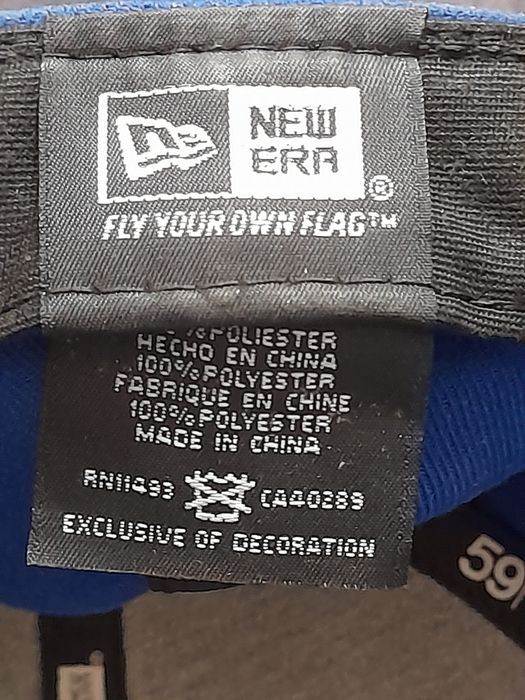 NEW
ERA
®
FLY YOUR OWN FLAG™
%POLIESTER
HECHO EN CHINA
100%POLYESTER
FABRIQUE EN CHINE
100%POLYESTER
MADE IN CHINA
RN11493 CA40289
EXCLUSIVE OF DECORATION
59